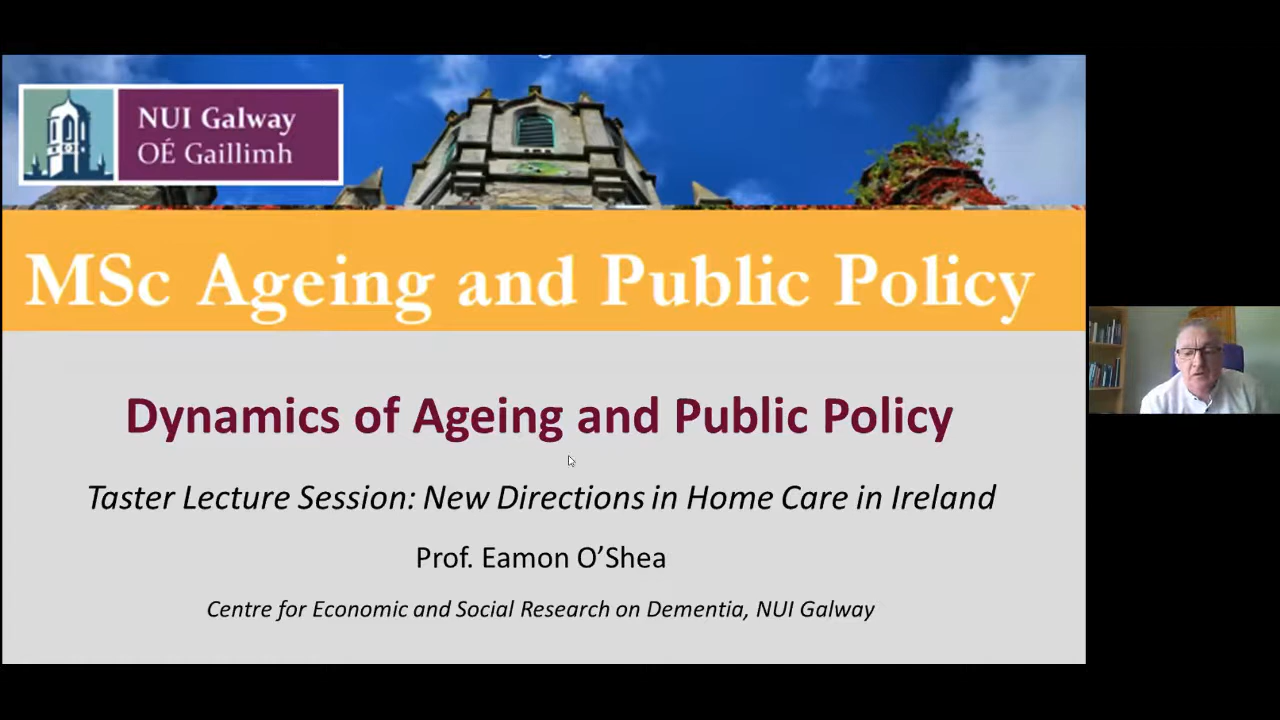 NUI Galway
OÉ Gaillimh
MSc Ageing and Public Policy
Dynamics of Ageing and Public Policy
Taster Lecture Session: New Directions in Home Care in Ireland
Prof. Eamon O’Shea
Centre for Economic and Social Research on Dementia, NUI Galway